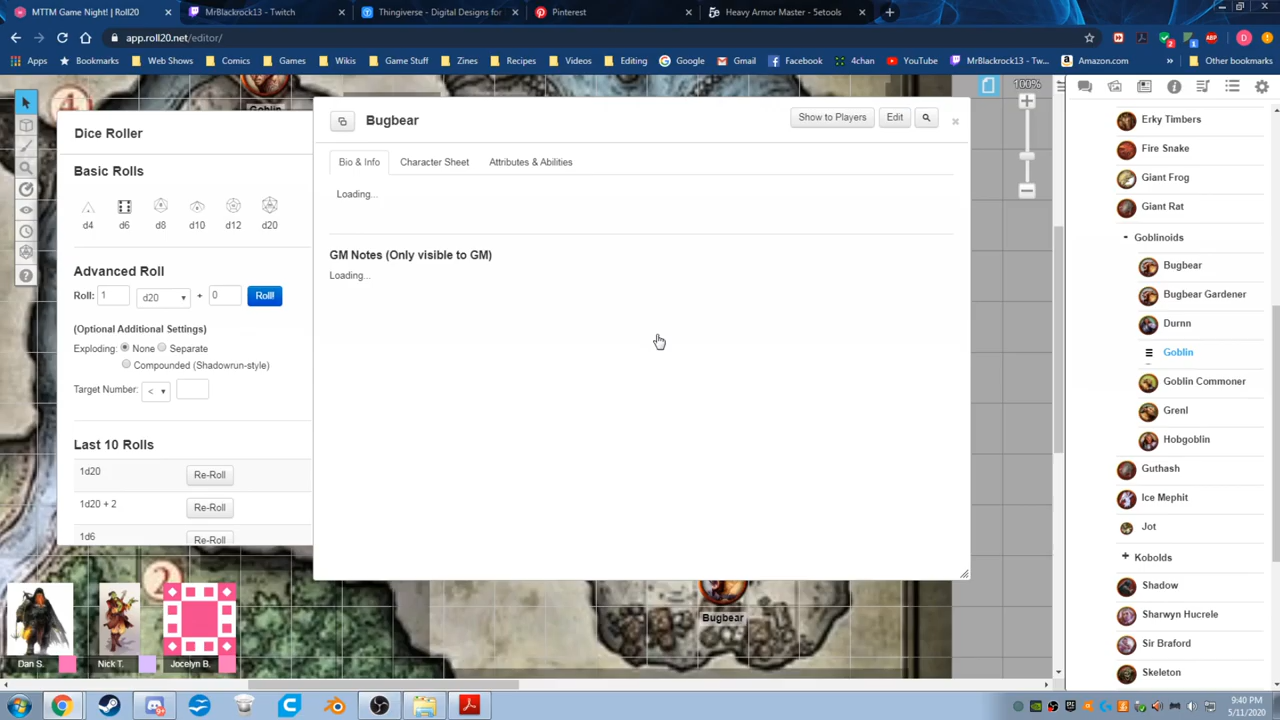 MTTM Game Night! | Roll20
MrBlackrock13 - Twitch
Thingiverse - Digital Designs for
Pinterest
Heavy Armor Master - 5etools
app.roll20.net/editor/
Apps
Bookmarks
Web Shows
Comics
Games
Wikis
Game Stuff
Zines
Recipes
Videos
Editing
Google
Gmail
Facebook
4chan
YouTube
MrBlackrock13 - Tw...
Amazon.com
Other bookmarks
Goblin
100%
Dice Roller
Basic Rolls
d4 d6 d8 d10 d12 d20
Advanced Roll
Roll: 1 d20 + 0 Roll!
(Optional Additional Settings)
Exploding: None Separate
Compounded (Shadowrun-style)
Target Number: <
Last 10 Rolls
1d20 Re-Roll
1d20 + 2 Re-Roll
1d6 Re-Roll
Bugbear
Show to Players
Edit
Bio & Info
Character Sheet
Attributes & Abilities
Loading...
GM Notes (Only visible to GM)
Loading...
Erky Timbers
Fire Snake
Giant Frog
Giant Rat
- Goblinoids
Bugbear
Bugbear Gardener
Durnn
Goblin
Goblin Commoner
Grenl
Hobgoblin
Guthash
Ice Mephit
Jot
+ Kobolds
Shadow
Sharwyn Hucrele
Sir Braford
Skeleton
Bugbear
Dan S.
Nick T.
Jocelyn B.
9:40 PM
5/11/2020